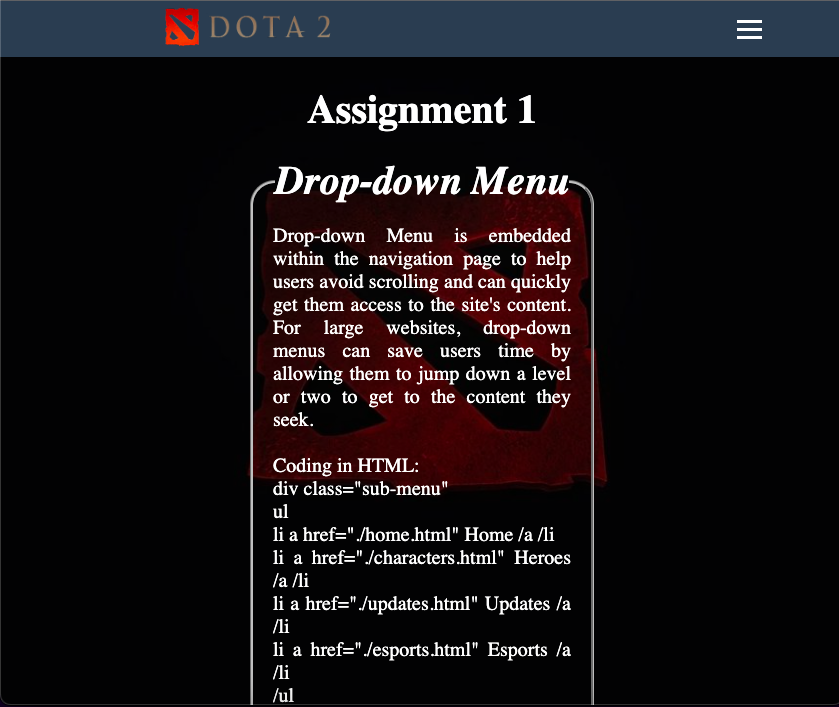 DOTA 2
Assignment 1
Drop-down Menu
Drop-down Menu is embedded
within the navigation page to help
users avoid scrolling and can quickly
get them access to the site's content.
For large websites, drop-down
menus can save users time by
allowing them to jump down a level
or two to get to the content they
seek.
Coding in HTML:
div class="sub-menu"
ul
li a href="./home.html" Home /a /li
li a href="./characters.html" Heroes
/a /li
li a href="./updates.html" Updates /a
/li
li a href="./esports.html" Esports /a
/li
/ul